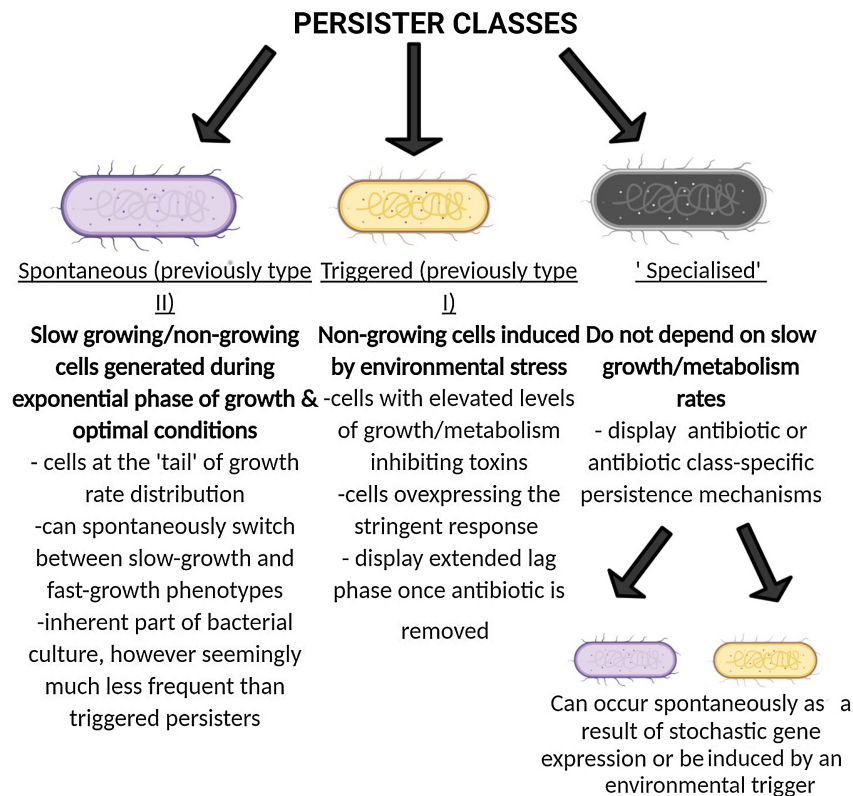 PERSISTER CLASSES
Spontaneous (previously type
II)
Slow growing/non-growing
cells generated during
exponential phase of growth &
optimal conditions
- cells at the 'tail' of growth
rate distribution
-can spontaneously switch
between slow-growth and
fast-growth phenotypes
-inherent part of bacterial
culture, however seemingly
much less frequent than
triggered persisters
Triggered (previously type
I)
Non-growing cells induced
by environmental stress
-cells with elevated levels
of growth/metabolism
inhibiting toxins
-cells ovexpressing the
stringent response
- display extended lag
phase once antibiotic is
removed
' Specialised'
Do not depend on slow
growth/metabolism
rates
- display antibiotic or
antibiotic class-specific
persistence mechanisms
Can occur spontaneously as a
result of stochastic gene
expression or be induced by an
environmental trigger